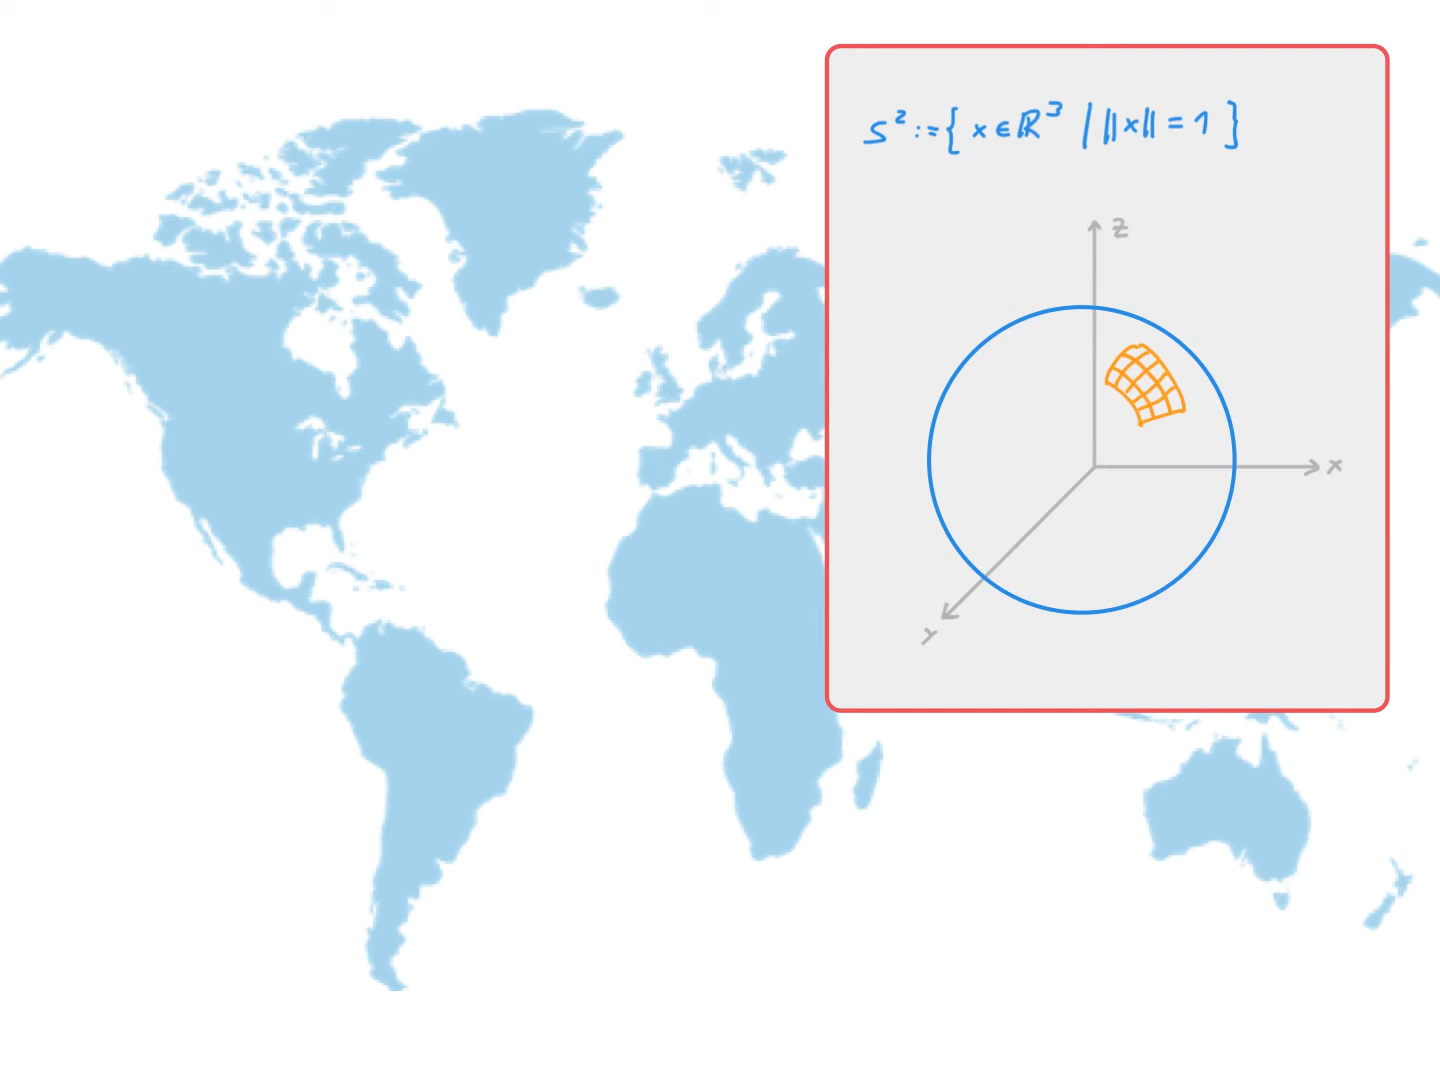 S² := { x ∈ ℝ³ | ||x|| = 1 }
z
x
y